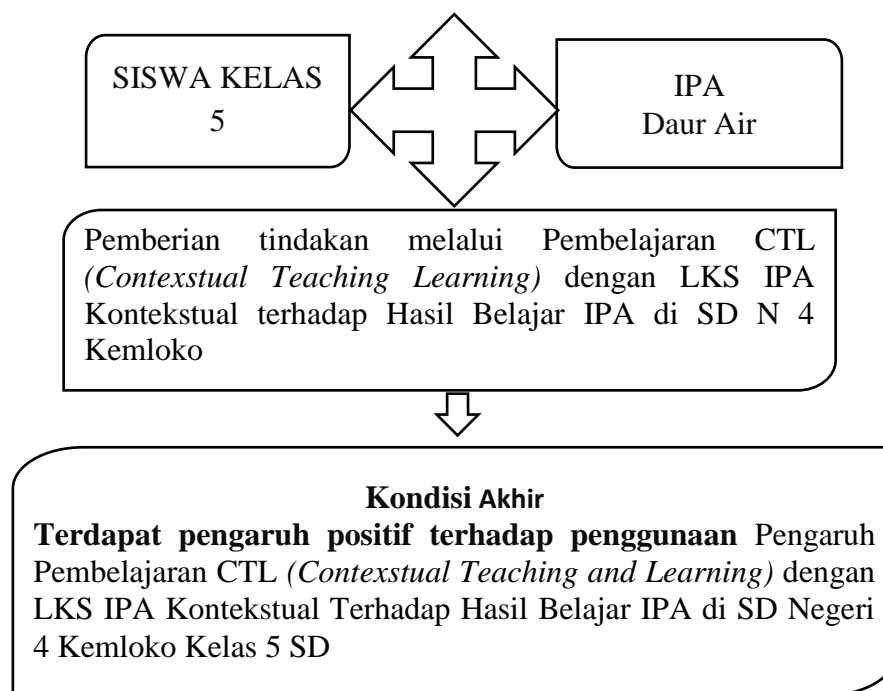 SISWA KELAS
5
IPA
Daur Air
Pemberian tindakan melalui Pembelajaran CTL
(Contexstual Teaching Learning) dengan LKS IPA
Kontekstual terhadap Hasil Belajar IPA di SD N 4
Kemloko
Kondisi Akhir
Terdapat pengaruh positif terhadap penggunaan Pengaruh
Pembelajaran CTL (Contexstual Teaching and Learning) dengan
LKS IPA Kontekstual Terhadap Hasil Belajar IPA di SD Negeri
4 Kemloko Kelas 5 SD